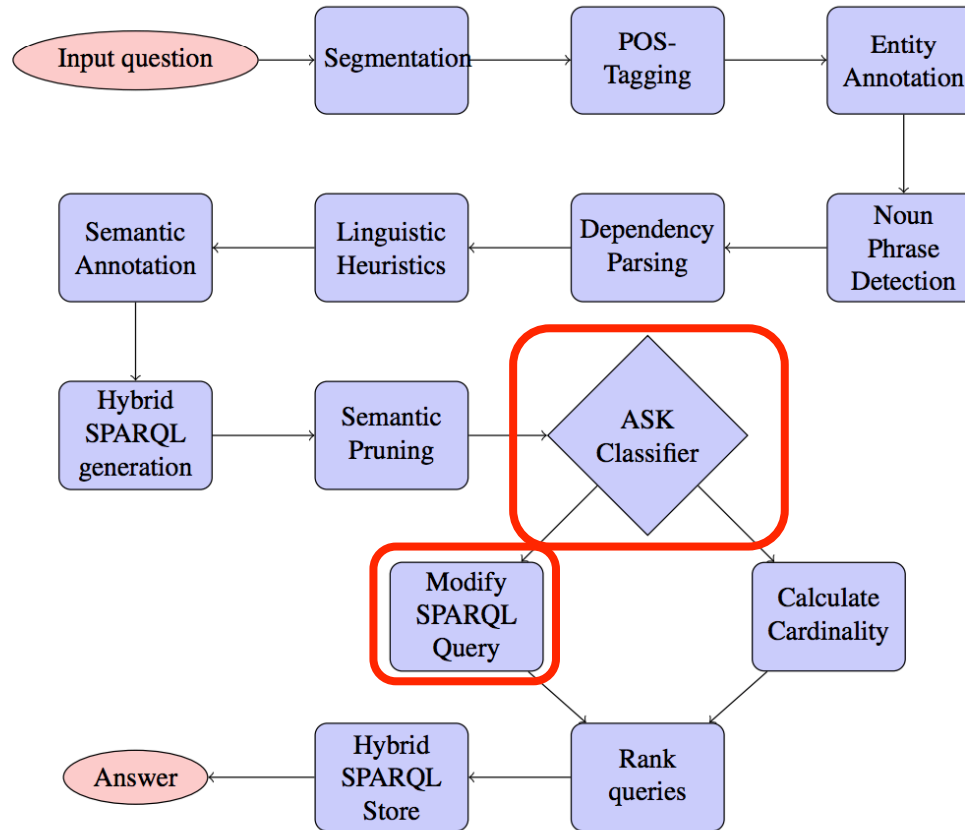 Input question
Segmentation
POS-
Tagging
Entity
Annotation
Noun
Phrase
Detection
Dependency
Parsing
Linguistic
Heuristics
Semantic
Annotation
Hybrid
SPARQL
generation
Semantic
Pruning
ASK
Classifier
Modify
SPARQL
Query
Calculate
Cardinality
Rank
queries
Hybrid
SPARQL
Store
Answer